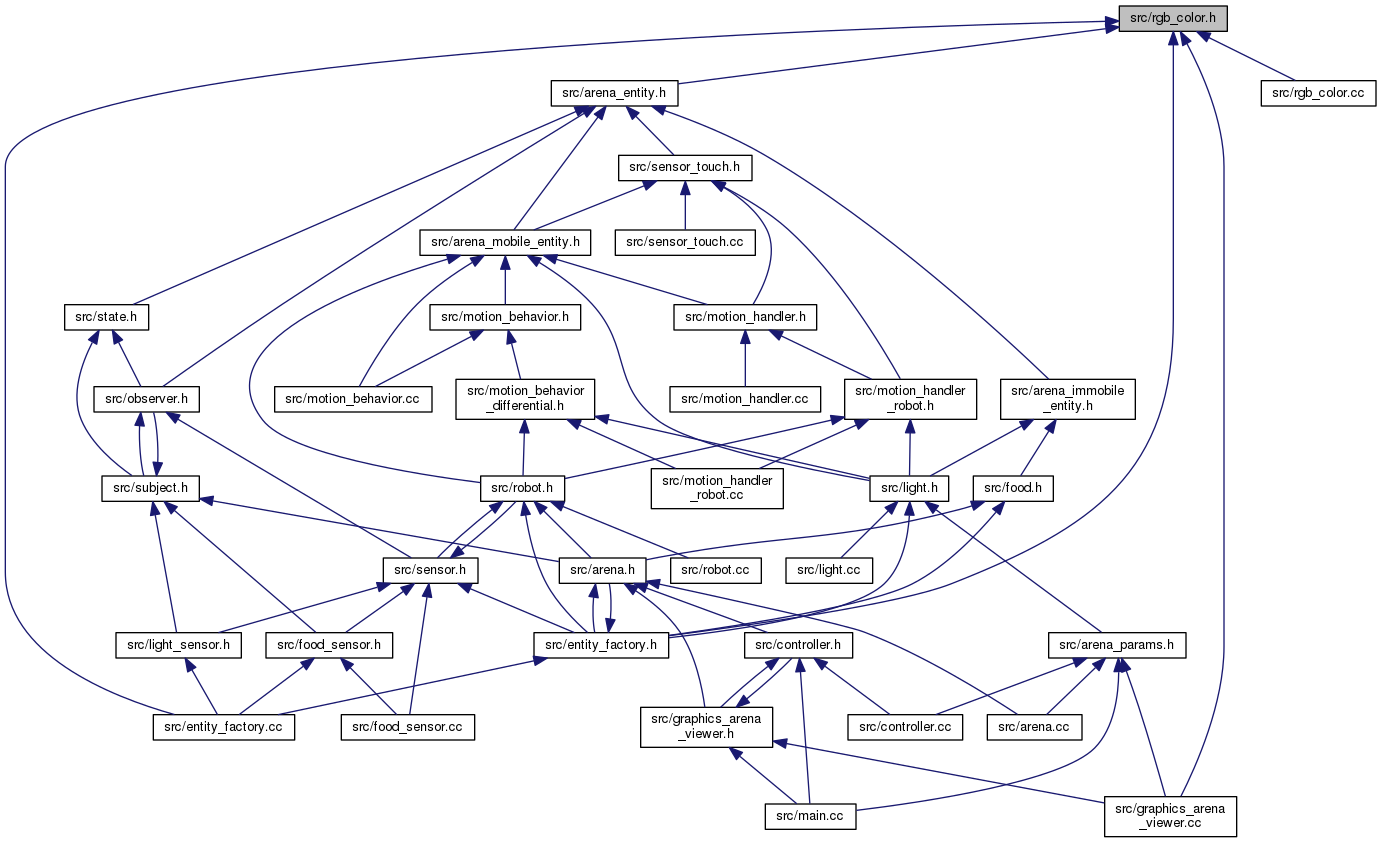 src/rgb_color.h
src/arena_entity.h
src/rgb_color.cc
src/sensor_touch.h
src/arena_mobile_entity.h
src/sensor_touch.cc
src/state.h
src/motion_behavior.h
src/motion_handler.h
src/observer.h
src/motion_behavior.cc
src/motion_behavior
_differential.h
src/motion_handler.cc
src/motion_handler
_robot.h
src/arena_immobile
_entity.h
src/subject.h
src/robot.h
src/motion_handler
_robot.cc
src/light.h
src/food.h
src/sensor.h
src/arena.h
src/robot.cc
src/light.cc
src/light_sensor.h
src/food_sensor.h
src/entity_factory.h
src/controller.h
src/arena_params.h
src/entity_factory.cc
src/food_sensor.cc
src/graphics_arena
_viewer.h
src/controller.cc
src/arena.cc
src/main.cc
src/graphics_arena
_viewer.cc